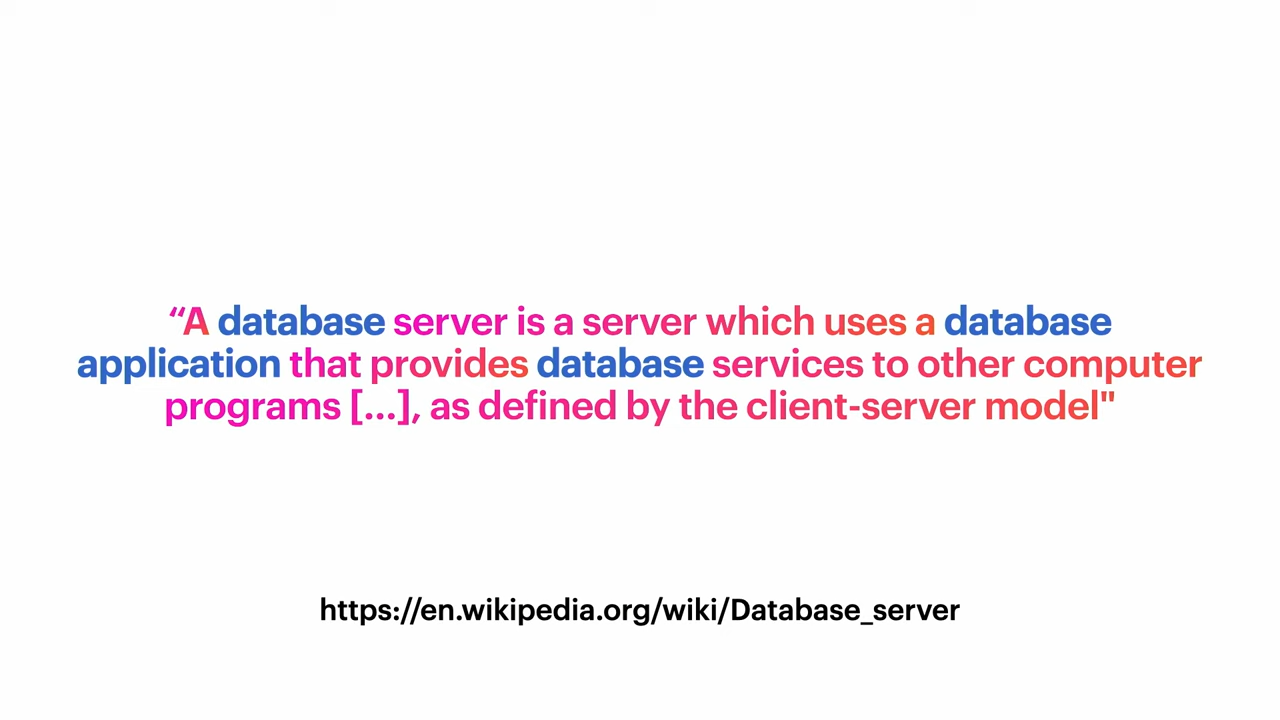 “A database server is a server which uses a database
application that provides database services to other computer
programs [...], as defined by the client-server model"
https://en.wikipedia.org/wiki/Database_server